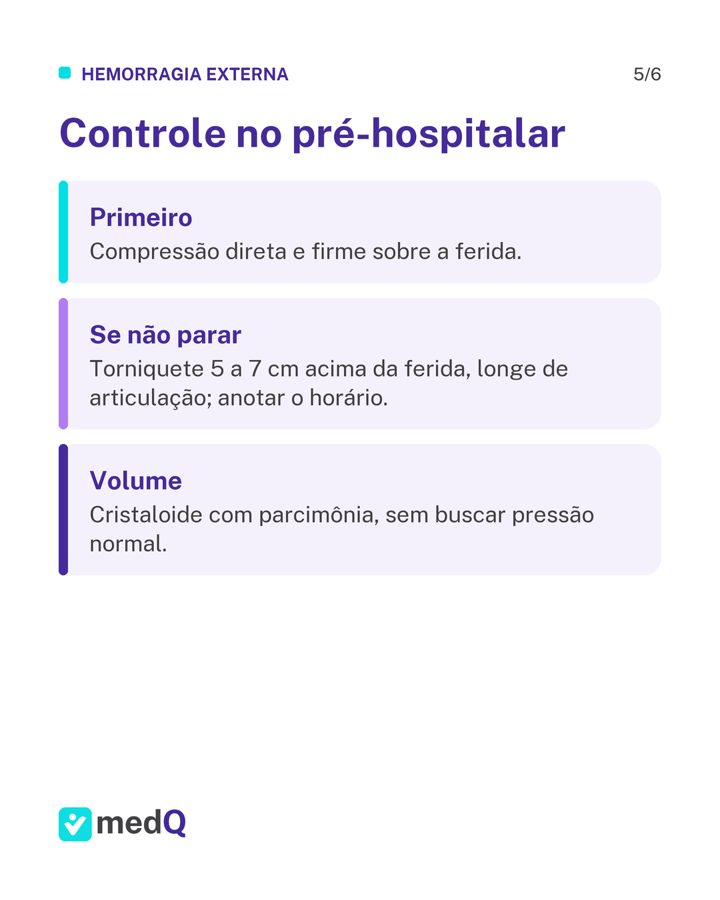 HEMORRAGIA EXTERNA
5/6
Controle no pré-hospitalar
Primeiro
Compressão direta e firme sobre a ferida.
Se não parar
Torniquete 5 a 7 cm acima da ferida, longe de
articulação; anotar o horário.
Volume
Cristaloide com parcimônia, sem buscar pressão
normal.
medQ